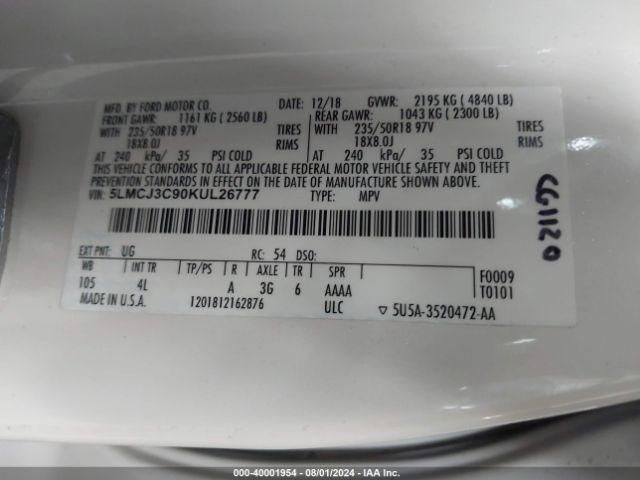 MFD. BY FORD MOTOR CO. DATE: 12/18 GVWR: 2195 KG ( 4840 LB)
FRONT GAWR: 1161 KG ( 2560 LB) REAR GAWR: 1043 KG ( 2300 LB)
WITH 235/50R18 97V TIRES WITH 235/50R18 97V TIRES
18X8.0J RIMS 18X8.0J RIMS
AT 240 kPa/ 35 PSI COLD AT 240 kPa/ 35 PSI COLD
THIS VEHICLE CONFORMS TO ALL APPLICABLE FEDERAL MOTOR VEHICLE SAFETY AND THEFT
PREVENTION STANDARDS IN EFFECT ON THE DATE OF MANUFACTURE SHOWN ABOVE.
VIN: 5LMCJ3C90KUL26777 TYPE: MPV
EXT PNT: UG RC: 54 DSO:
WB INT TR TP/PS R AXLE TR SPR F0009
105 4L A 3G 6 AAAA T0101
MADE IN U.S.A. 1201812162876 ULC ▽ 5U5A-3520472-AA
000-40001954 • 08/01/2024 • IAA Inc.